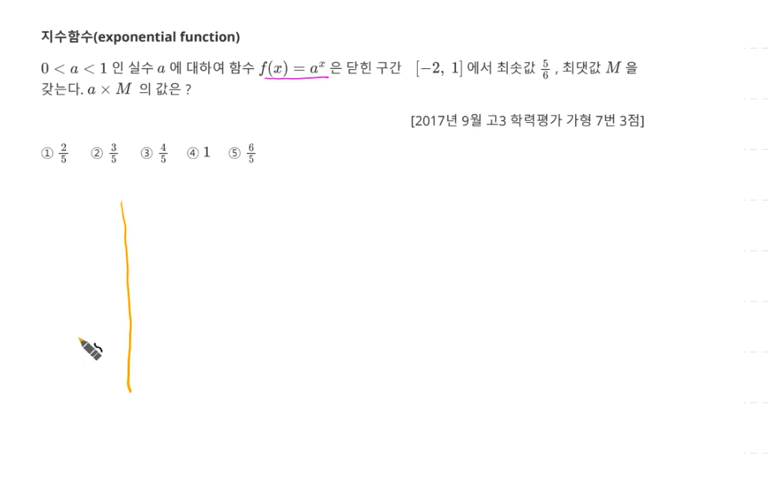 지수함수(exponential function)
0 < a < 1 인 실수 a 에 대하여 함수 f(x) = aˣ 은 닫힌 구간 [−2, 1] 에서 최솟값 5/6 , 최댓값 M 을
갖는다. a × M 의 값은 ?
[2017년 9월 고3 학력평가 가형 7번 3점]
① 2/5 ② 3/5 ③ 4/5 ④ 1 ⑤ 6/5